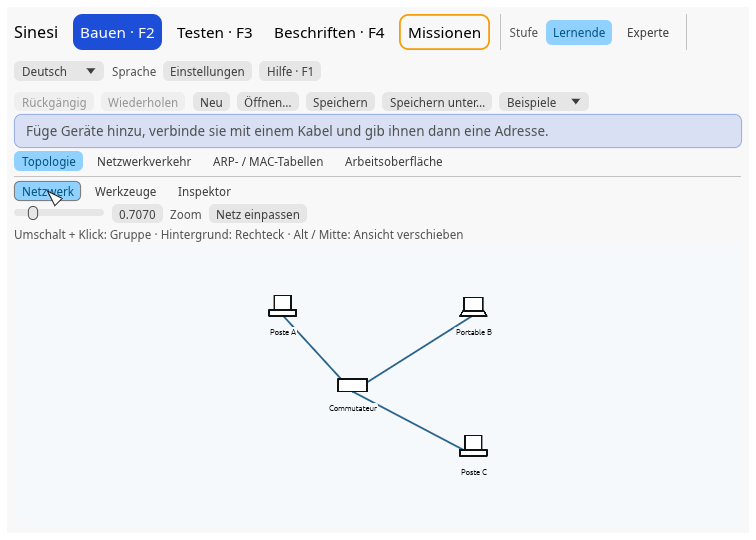 Sinesi Bauen · F2 Testen · F3 Beschriften · F4 Missionen Stufe Lernende Experte
Deutsch Sprache Einstellungen Hilfe · F1
Rückgängig Wiederholen Neu Öffnen... Speichern Speichern unter... Beispiele
Füge Geräte hinzu, verbinde sie mit einem Kabel und gib ihnen dann eine Adresse.
Topologie Netzwerkverkehr ARP- / MAC-Tabellen Arbeitsoberfläche
Netzwerk Werkzeuge Inspektor
0.7070 Zoom Netz einpassen
Umschalt + Klick: Gruppe · Hintergrund: Rechteck · Alt / Mitte: Ansicht verschieben
Poste A Portable B
Commutateur
Poste C